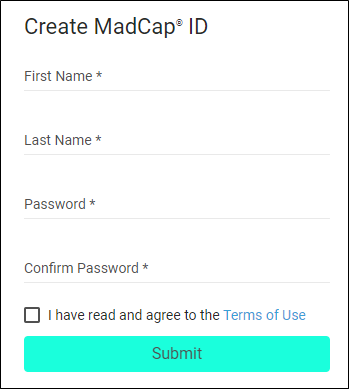 Create MadCap® ID
First Name *
Last Name *
Password *
Confirm Password *
I have read and agree to the Terms of Use
Submit